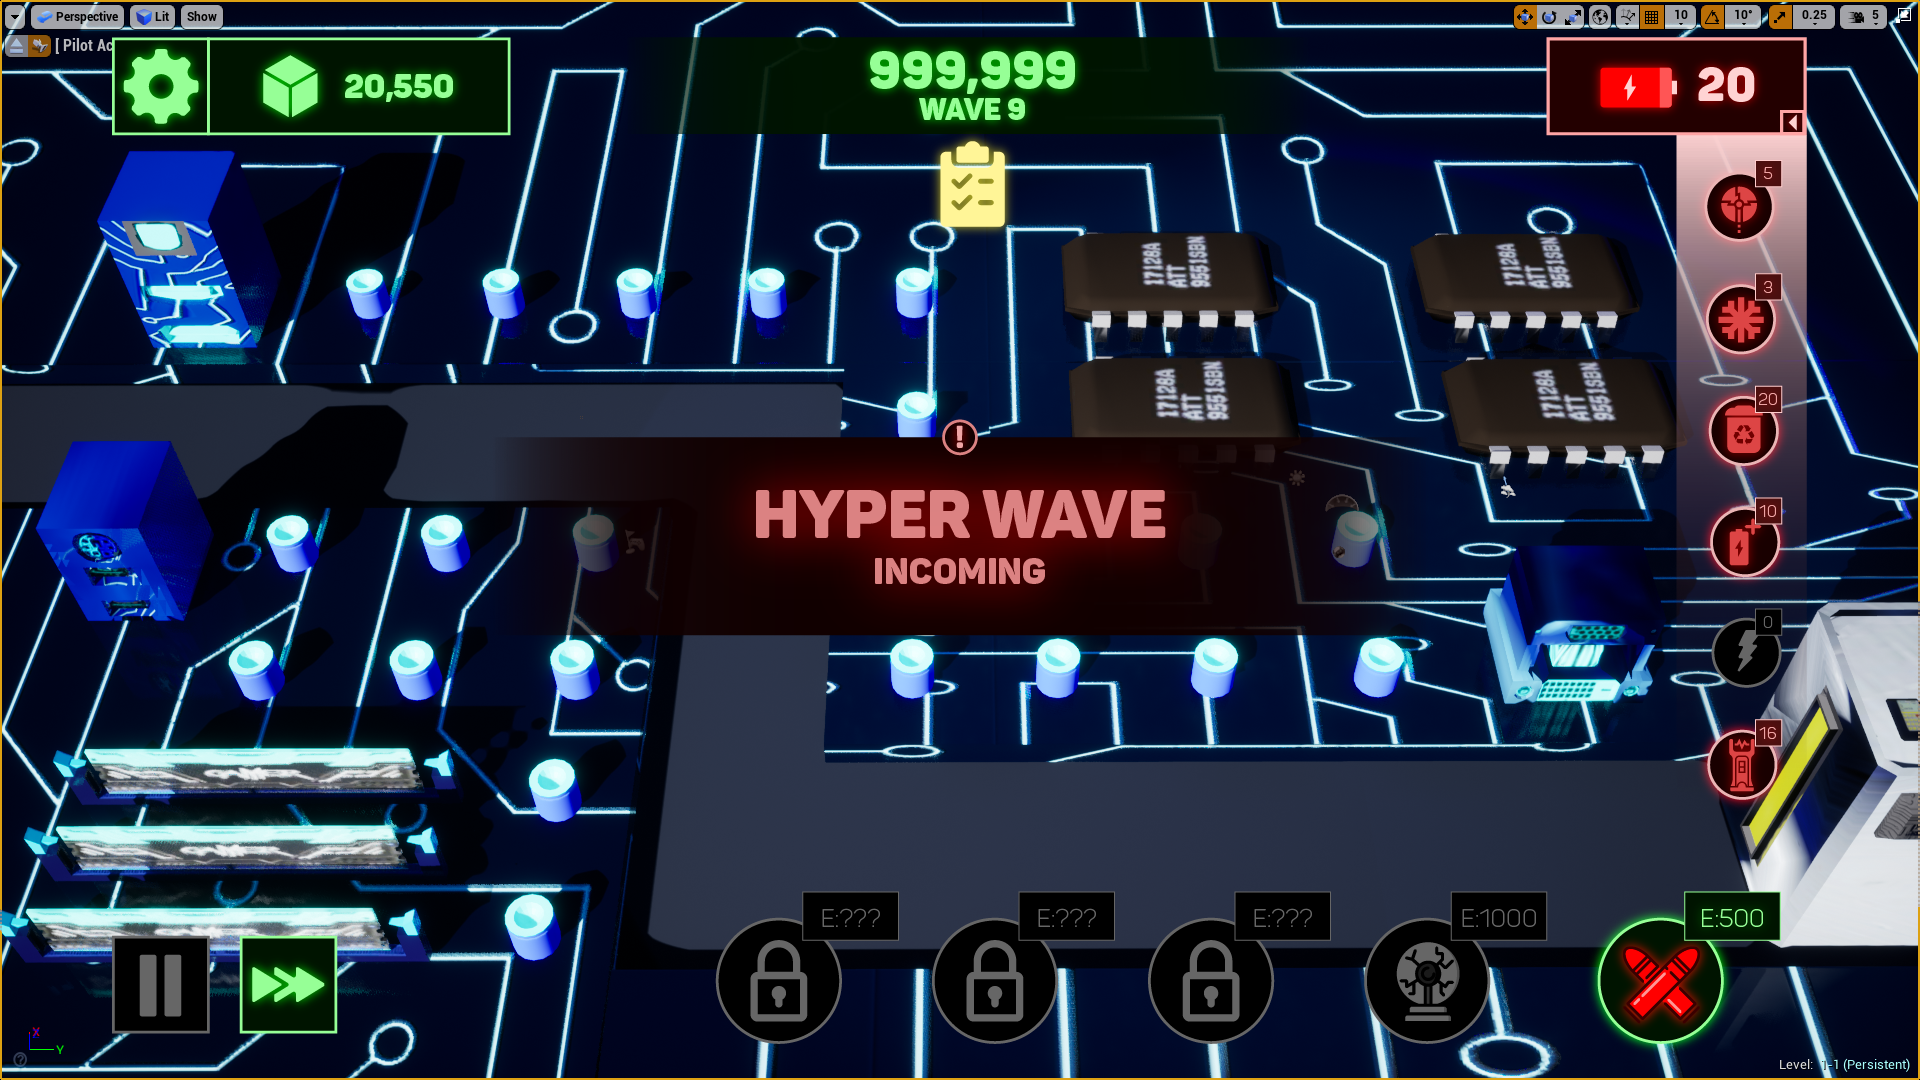 Perspective
Lit
Show
10
10°
0.25
5
[ Pilot Ac
20,550
999,999
WAVE 9
20
5
3
20
10
0
16
17128A
ATT
9551SBN
17128A
ATT
9551SBN
17128A
ATT
9551SBN
17128A
ATT
9551SBN
HYPER WAVE
INCOMING
E:???
E:???
E:???
E:1000
E:500
X
Y
Level: 1-1 (Persistent)